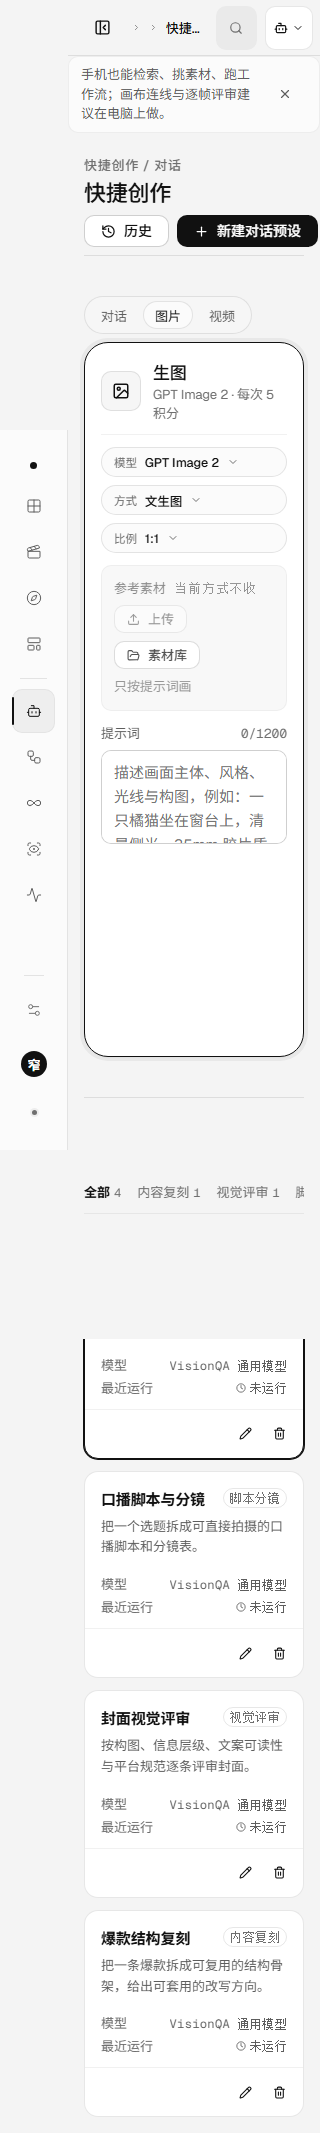 快捷…
手机也能检索、挑素材、跑工
作流；画布连线与逐帧评审建
议在电脑上做。
快捷创作 / 对话
快捷创作
历史
新建对话预设
对话 图片 视频
生图
GPT Image 2 · 每次 5
积分
模型 GPT Image 2
方式 文生图
比例 1:1
参考素材 当前方式不收
上传
素材库
只按提示词画
提示词 0/1200
描述画面主体、风格、
光线与构图，例如：一
只橘猫坐在窗台上，清
窄
全部 4 内容复刻 1 视觉评审 1
模型 VisionQA 通用模型
最近运行 未运行
口播脚本与分镜 脚本分镜
把一个选题拆成可直接拍摄的口
播脚本和分镜表。
模型 VisionQA 通用模型
最近运行 未运行
封面视觉评审 视觉评审
按构图、信息层级、文案可读性
与平台规范逐条评审封面。
模型 VisionQA 通用模型
最近运行 未运行
爆款结构复刻 内容复刻
把一条爆款拆成可复用的结构骨
架，给出可套用的改写方向。
模型 VisionQA 通用模型
最近运行 未运行